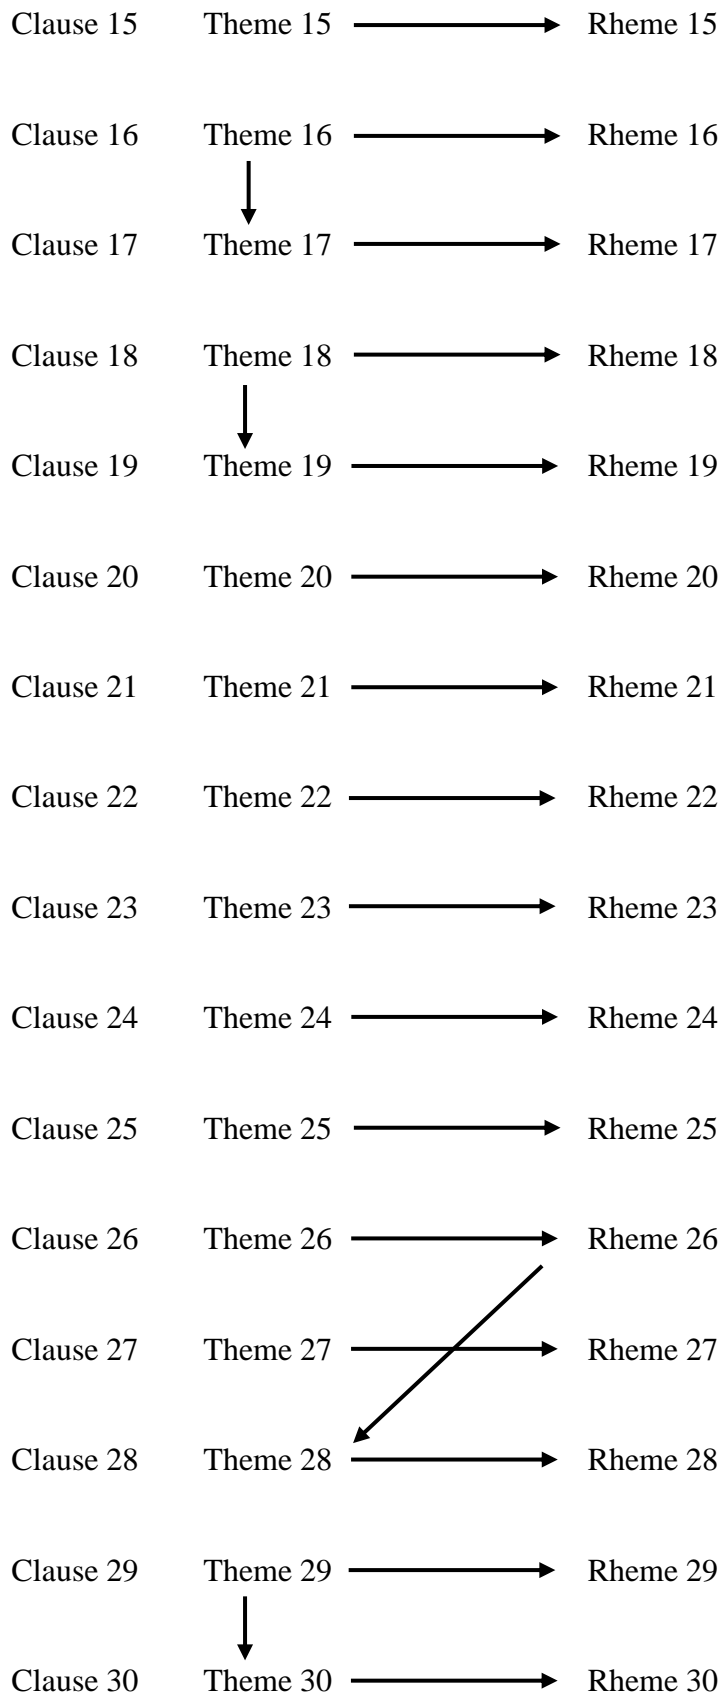 Clause 15 Theme 15 Rheme 15
Clause 16 Theme 16 Rheme 16
Clause 17 Theme 17 Rheme 17
Clause 18 Theme 18 Rheme 18
Clause 19 Theme 19 Rheme 19
Clause 20 Theme 20 Rheme 20
Clause 21 Theme 21 Rheme 21
Clause 22 Theme 22 Rheme 22
Clause 23 Theme 23 Rheme 23
Clause 24 Theme 24 Rheme 24
Clause 25 Theme 25 Rheme 25
Clause 26 Theme 26 Rheme 26
Clause 27 Theme 27 Rheme 27
Clause 28 Theme 28 Rheme 28
Clause 29 Theme 29 Rheme 29
Clause 30 Theme 30 Rheme 30